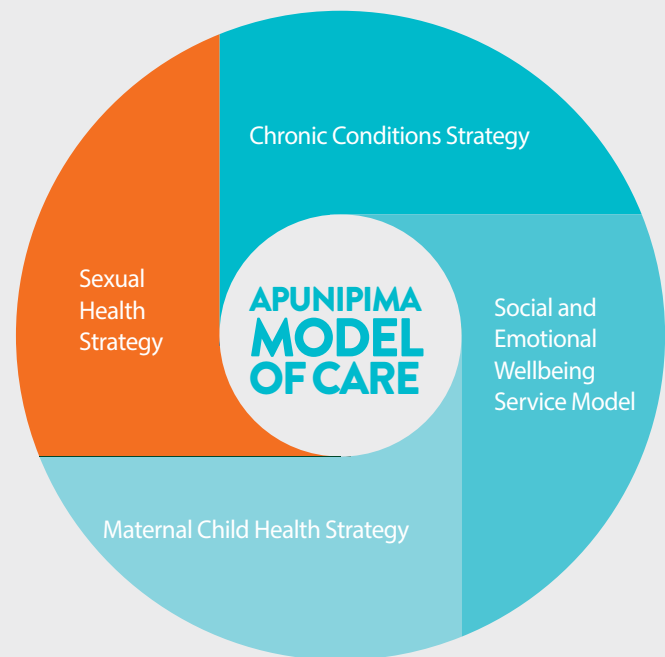 Chronic Conditions Strategy
Sexual
Health
Strategy
APUNIPIMA
MODEL
OF CARE
Social and
Emotional
Wellbeing
Service Model
Maternal Child Health Strategy